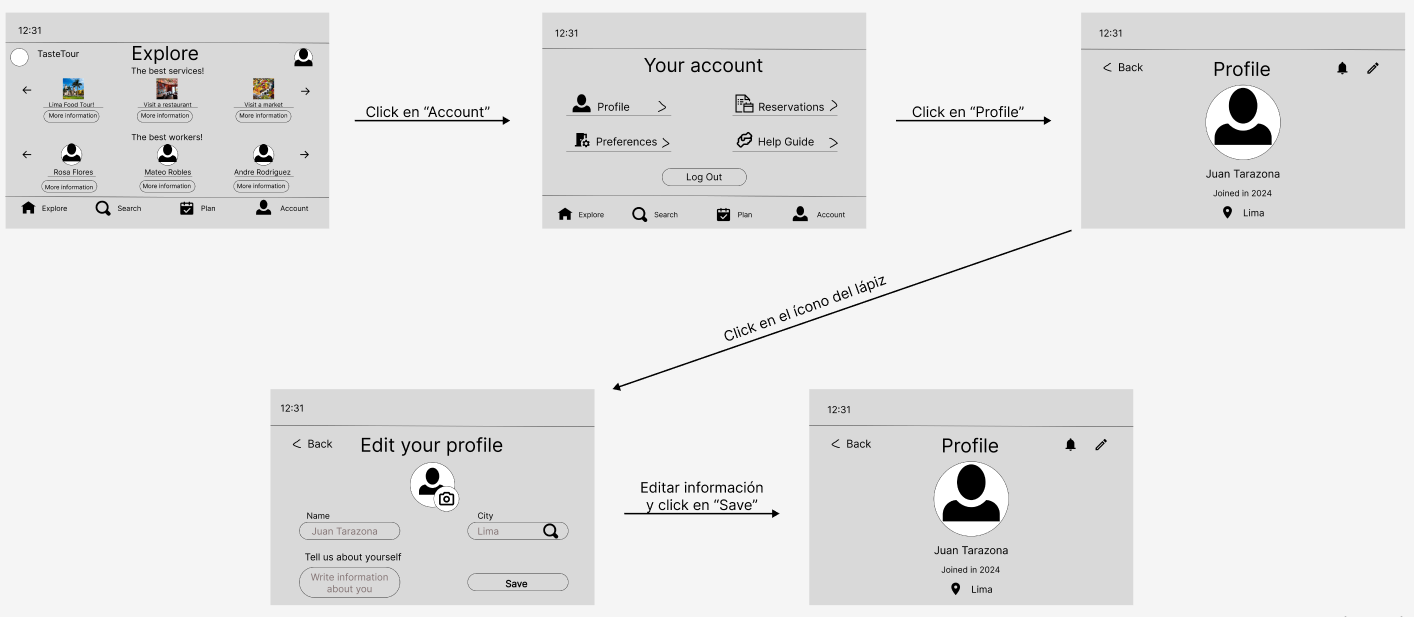 12:31
TasteTour
Explore
The best services!
Lima Food Tour!
Visit a restaurant
Visit a market
More Information
More Information
More Information
The best workers!
Rosa Flores
Mateo Robles
Andre Rodriguez
More Information
More Information
More Information
Explore
Search
Plan
Account
Click en “Account”
12:31
Your account
Profile
Reservations
Preferences
Help Guide
Log Out
Explore
Search
Plan
Account
Click en “Profile”
12:31
< Back
Profile
Juan Tarazona
Joined in 2024
Lima
Click en el ícono del lápiz
12:31
< Back
Edit your profile
Name
City
Juan Tarazona
Lima
Tell us about yourself
Write information
about you
Save
Editar información
y click en “Save”
12:31
< Back
Profile
Juan Tarazona
Joined in 2024
Lima